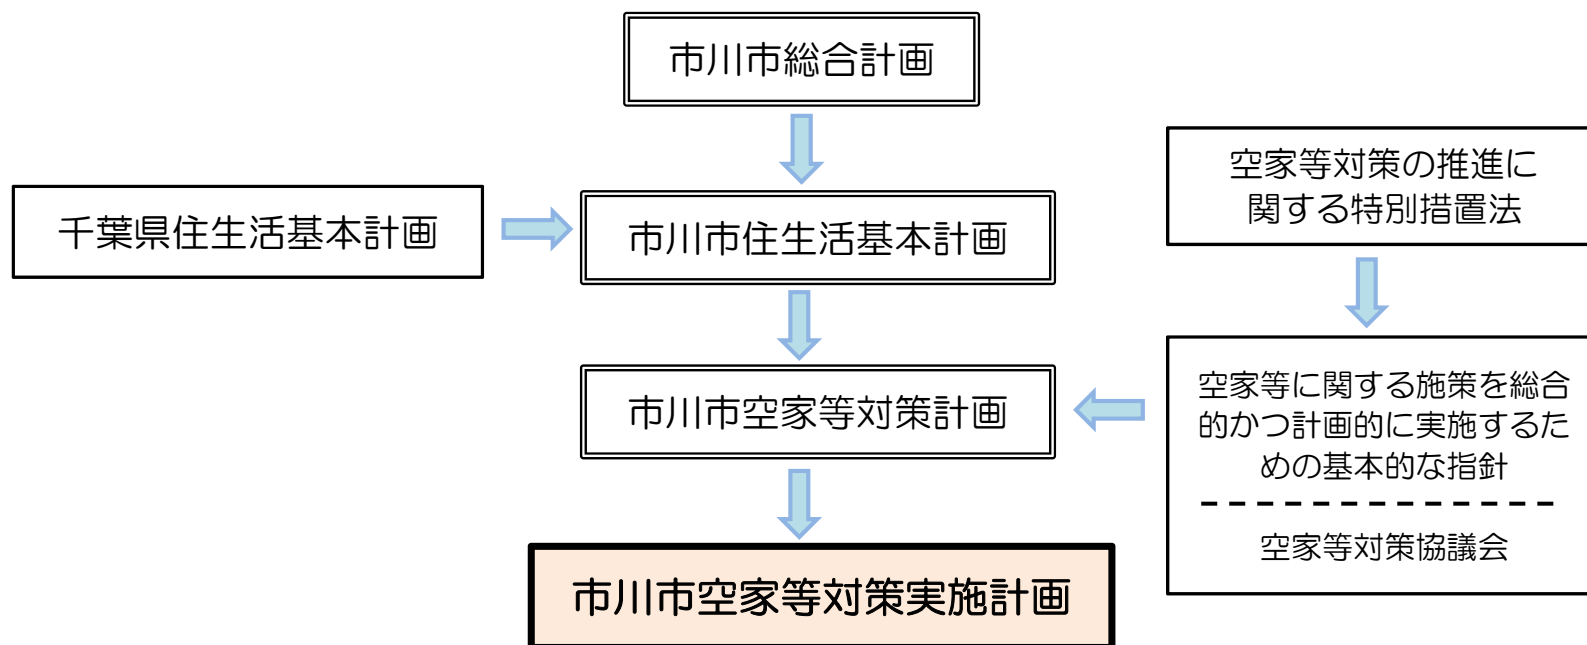 市川市総合計画
空家等対策の推進に
関する特別措置法
千葉県住生活基本計画
市川市住生活基本計画
市川市空家等対策計画
空家等に関する施策を総合
的かつ計画的に実施するた
めの基本的な指針
空家等対策協議会
市川市空家等対策実施計画